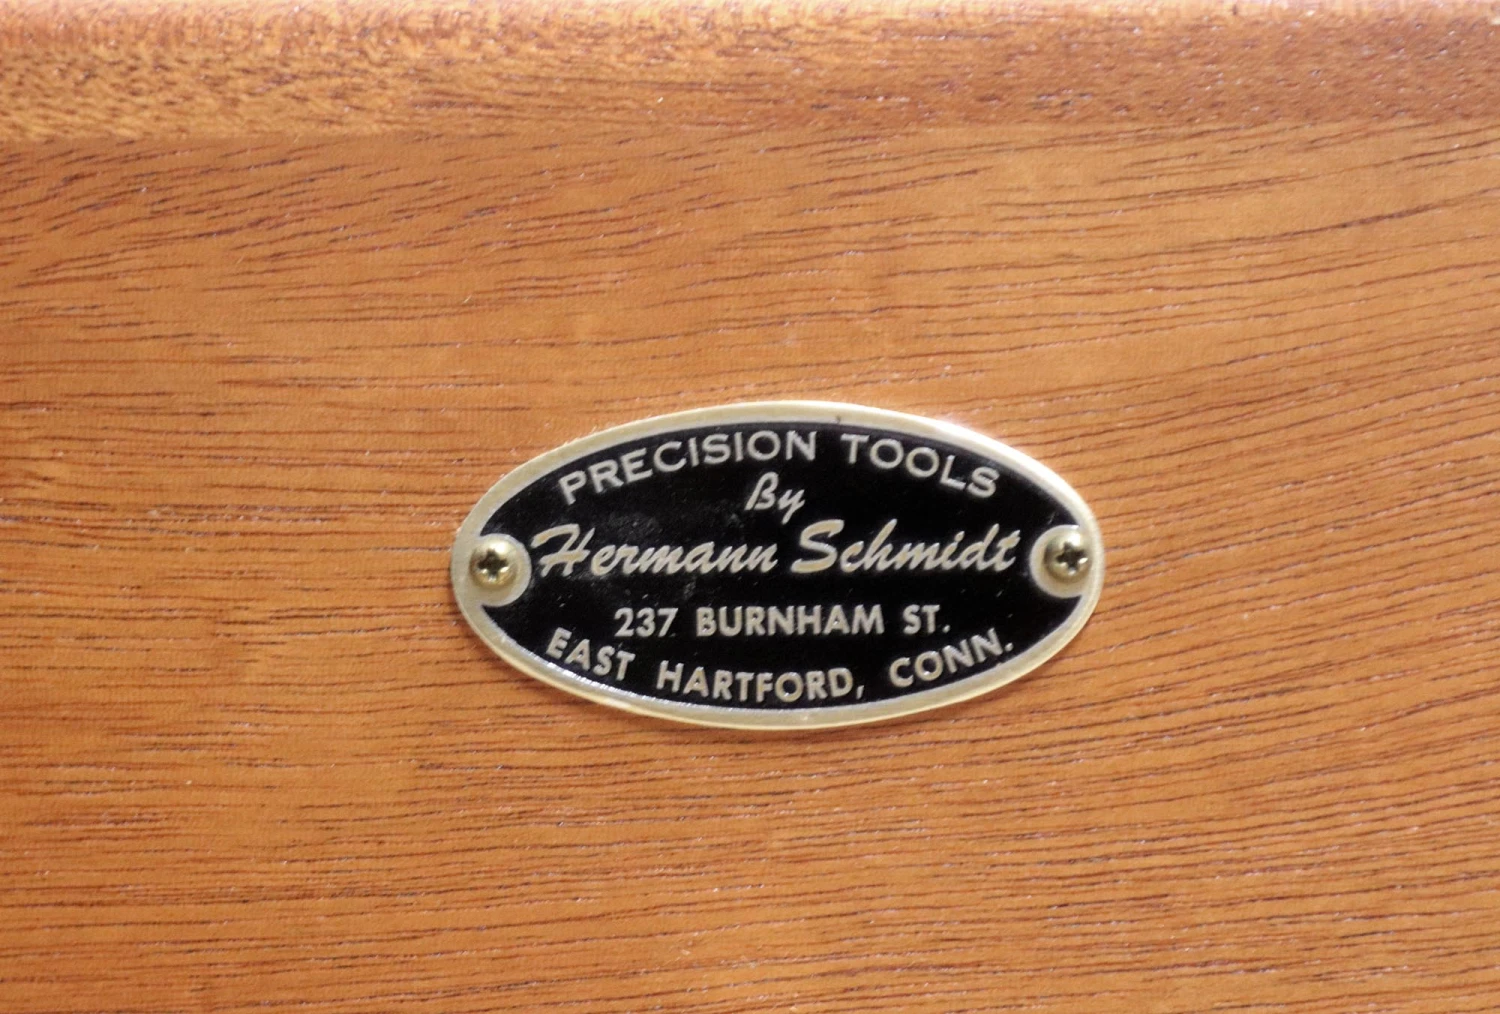 PRECISION TOOLS
By
Hermann Schmidt
237 BURNHAM ST.
EAST HARTFORD, CONN.